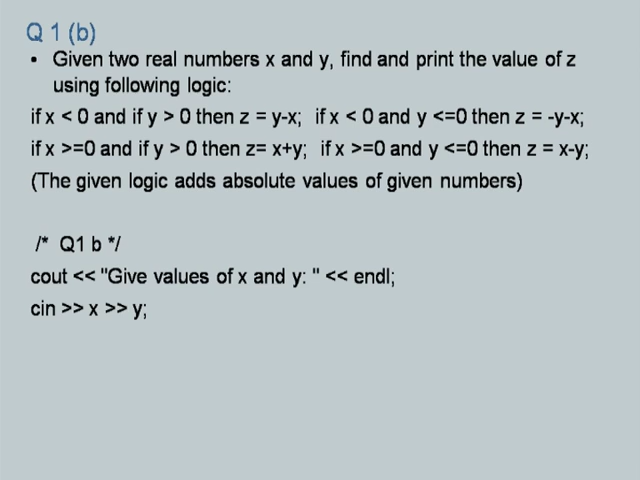 Q 1 (b)
• Given two real numbers x and y, find and print the value of z
using following logic:
if x < 0 and if y > 0 then z = y-x; if x < 0 and y <=0 then z = -y-x;
if x >=0 and if y > 0 then z= x+y; if x >=0 and y <=0 then z = x-y;
(The given logic adds absolute values of given numbers)
/* Q1 b */
cout << "Give values of x and y: " << endl;
cin >> x >> y;